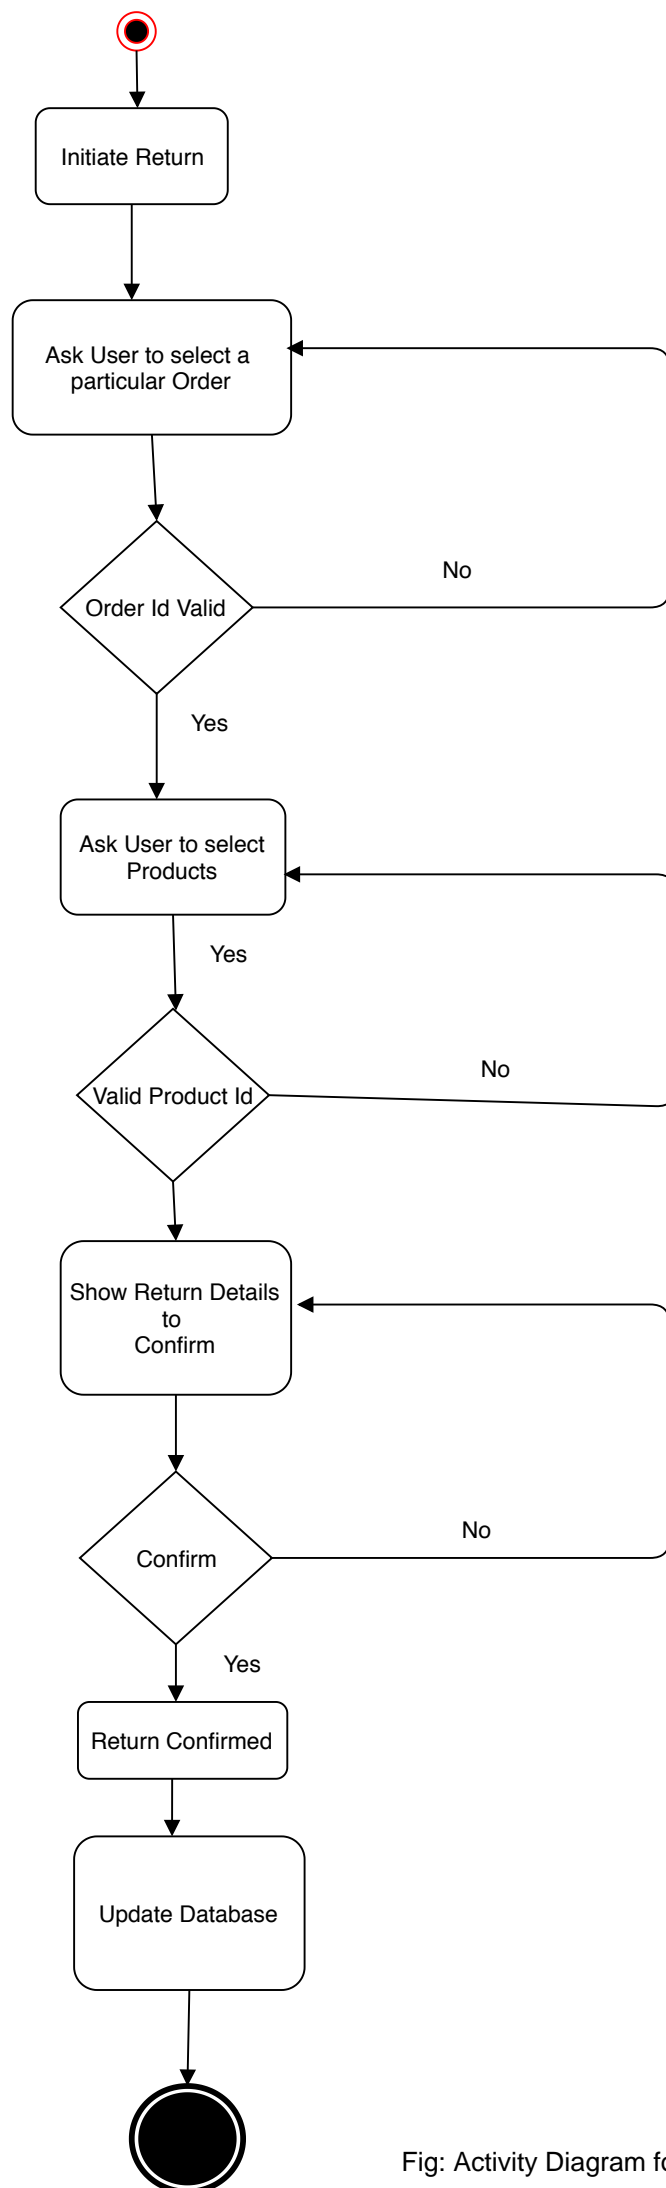 Initiate Return
Ask User to select a
particular Order
No
Order Id Valid
Yes
Ask User to select
Products
Yes
No
Valid Product Id
Show Return Details
to
Confirm
No
Confirm
Yes
Return Confirmed
Update Database
Fig: Activity Diagram